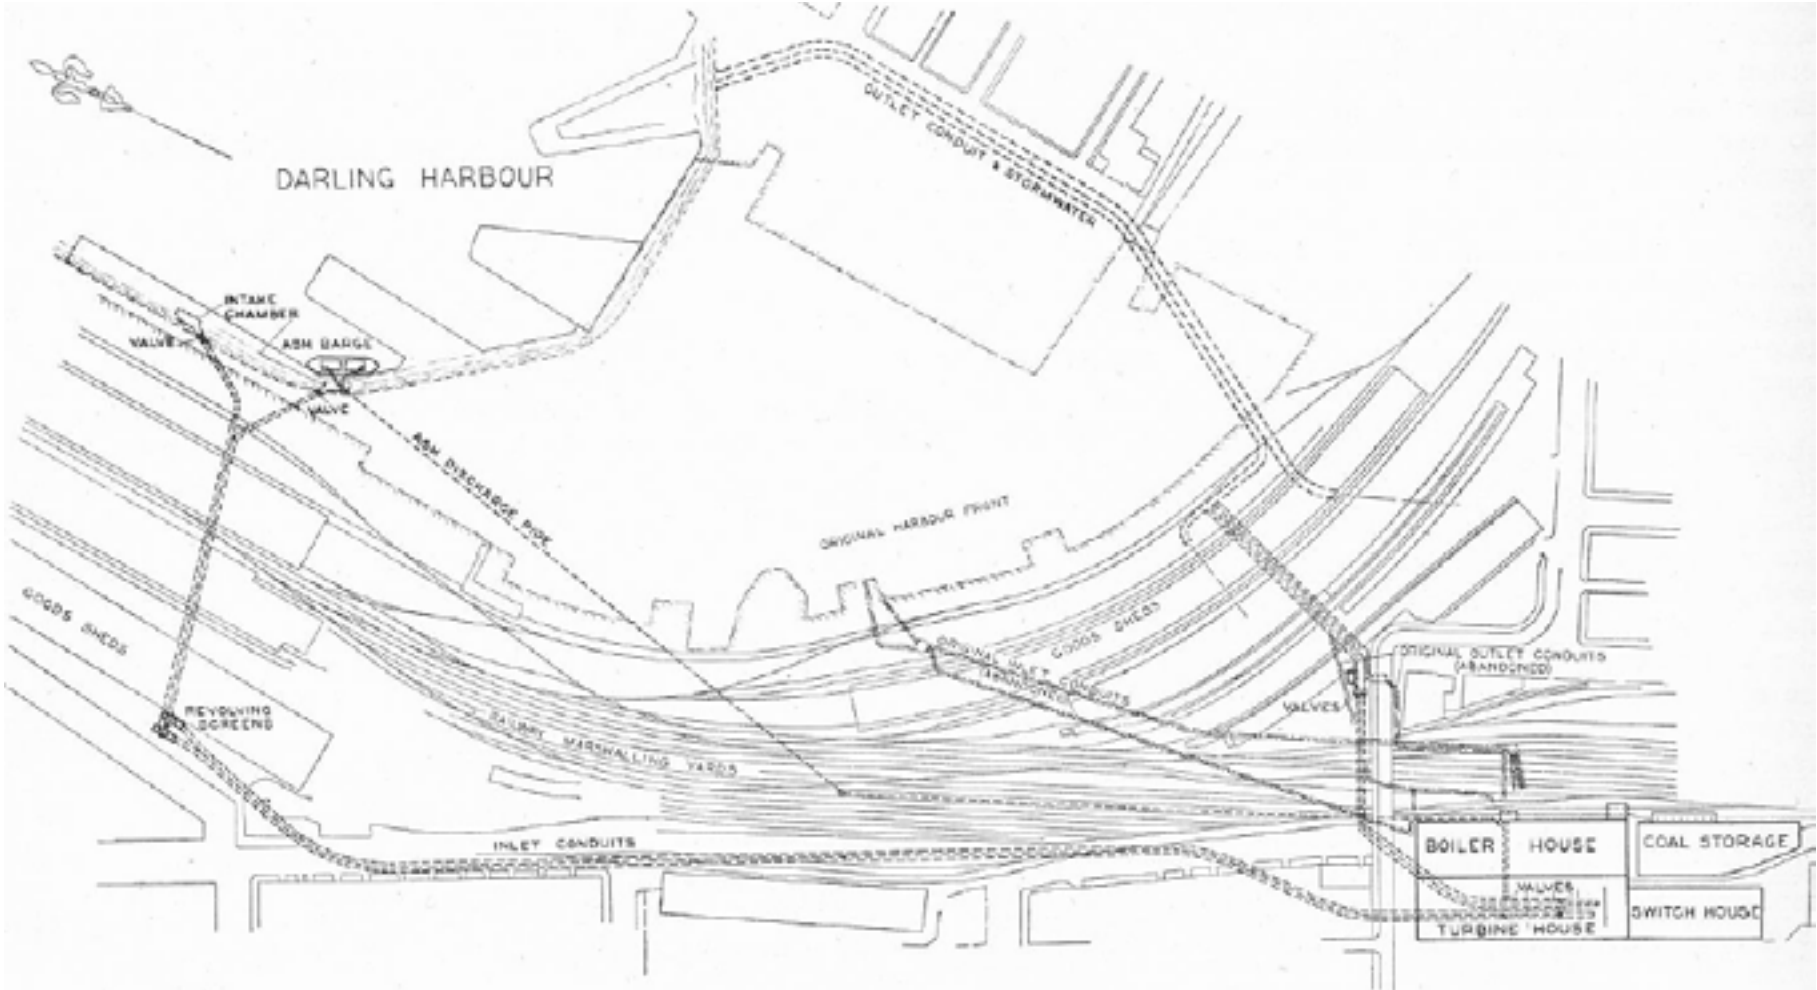 DARLING HARBOUR
OUTLET CONDUIT & STORMWATER
INTAKE
CHAMBER
VALVE
ASH BARGE
VALVE
ASH DISCHARGE PIPE
ORIGINAL HARBOUR FRONT
GOODS SHEDS
GOODS SHEDS
ORIGINAL INLET CONDUITS
(ABANDONED)
ORIGINAL OUTLET CONDUITS
(ABANDONED)
VALVES
REVOLVING
SCREENS
RAILWAY MARSHALLING YARDS
INLET CONDUITS
BOILER HOUSE
COAL STORAGE
VALVES
TURBINE HOUSE
SWITCH HOUSE